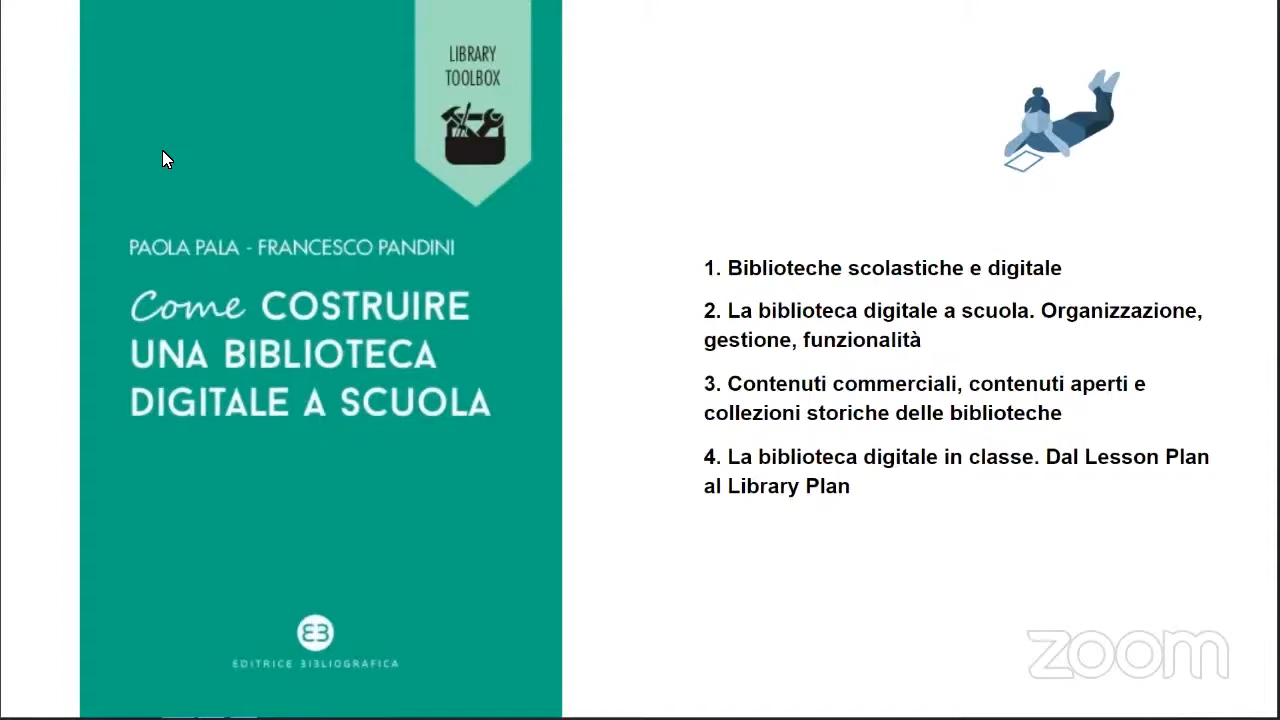 LIBRARY
TOOLBOX
PAOLA PALA - FRANCESCO PANDINI
Come COSTRUIRE
UNA BIBLIOTECA
DIGITALE A SCUOLA
EDITRICE BIBLIOGRAFICA
1. Biblioteche scolastiche e digitale
2. La biblioteca digitale a scuola. Organizzazione,
gestione, funzionalità
3. Contenuti commerciali, contenuti aperti e
collezioni storiche delle biblioteche
4. La biblioteca digitale in classe. Dal Lesson Plan
al Library Plan
zoom